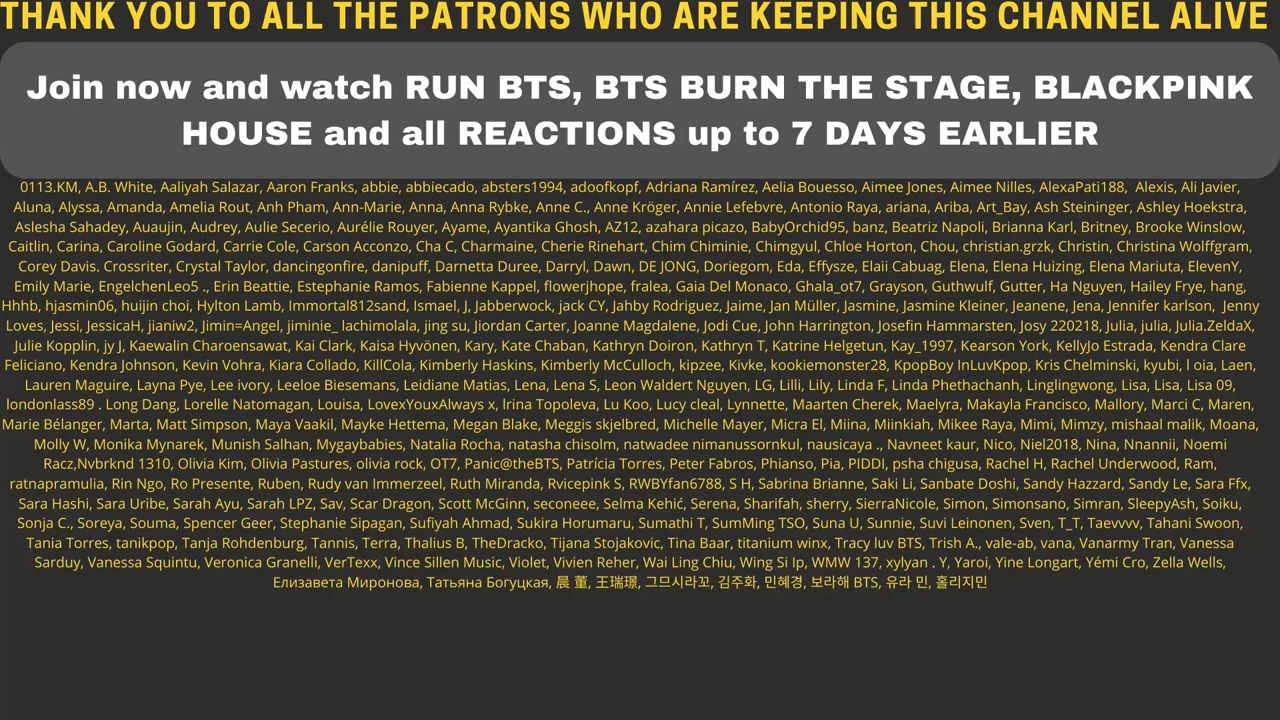 THANK YOU TO ALL THE PATRONS WHO ARE KEEPING THIS CHANNEL ALIVE
Join now and watch RUN BTS, BTS BURN THE STAGE, BLACKPINK
HOUSE and all REACTIONS up to 7 DAYS EARLIER
0113.KM, A.B. White, Aaliyah Salazar, Aaron Franks, abbie, abbiecado, absters1994, adoofkopf, Adriana Ramírez, Aelia Bouesso, Aimee Jones, Aimee Nilles, AlexaPati188, Alexis, Ali Javier,
Aluna, Alyssa, Amanda, Amelia Rout, Anh Pham, Ann-Marie, Anna, Anna Rybke, Anne C., Anne Kröger, Annie Lefebvre, Antonio Raya, ariana, Ariba, Art_Bay, Ash Steininger, Ashley Hoekstra,
Aslesha Sahadey, Auaujin, Audrey, Aulie Secerio, Aurélie Rouyer, Ayame, Ayantika Ghosh, AZ12, azahara picazo, BabyOrchid95, banz, Beatriz Napoli, Brianna Karl, Britney, Brooke Winslow,
Caitlin, Carina, Caroline Godard, Carrie Cole, Carson Acconzo, Cha C, Charmaine, Cherie Rinehart, Chim Chiminie, Chimgyul, Chloe Horton, Chou, christian.grzk, Christin, Christina Wolffgram,
Corey Davis. Crossriter, Crystal Taylor, dancingonfire, danipuff, Darnetta Duree, Darryl, Dawn, DE JONG, Doriegom, Eda, Effysze, Elaii Cabuag, Elena, Elena Huizing, Elena Mariuta, ElevenY,
Emily Marie, EngelchenLeo5 ., Erin Beattie, Estephanie Ramos, Fabienne Kappel, flowerjhope, fralea, Gaia Del Monaco, Ghala_ot7, Grayson, Guthwulf, Gutter, Ha Nguyen, Hailey Frye, hang,
Hhhb, hjasmin06, huijin choi, Hylton Lamb, Immortal812sand, Ismael, J, Jabberwock, jack CY, Jahby Rodriguez, Jaime, Jan Müller, Jasmine, Jasmine Kleiner, Jeanene, Jena, Jennifer karlson, Jenny
Loves, Jessi, JessicaH, jianiw2, Jimin=Angel, jiminie_ lachimolala, jing su, Jiordan Carter, Joanne Magdalene, Jodi Cue, John Harrington, Josefin Hammarsten, Josy 220218, Julia, julia, Julia.ZeldaX,
Julie Kopplin, jy J, Kaewalin Charoensawat, Kai Clark, Kaisa Hyvönen, Kary, Kate Chaban, Kathryn Doiron, Kathryn T, Katrine Helgetun, Kay_1997, Kearson York, KellyJo Estrada, Kendra Clare
Feliciano, Kendra Johnson, Kevin Vohra, Kiara Collado, KillCola, Kimberly Haskins, Kimberly McCulloch, kipzee, Kivke, kookiemonster28, KpopBoy InLuvKpop, Kris Chelminski, kyubi, l oia, Laen,
Lauren Maguire, Layna Pye, Lee ivory, Leeloe Biesemans, Leidiane Matias, Lena, Lena S, Leon Waldert Nguyen, LG, Lilli, Lily, Linda F, Linda Phethachanh, Linglingwong, Lisa, Lisa, Lisa 09,
londonlass89 . Long Dang, Lorelle Natomagan, Louisa, LovexYouxAlways x, lrina Topoleva, Lu Koo, Lucy cleal, Lynnette, Maarten Cherek, Maelyra, Makayla Francisco, Mallory, Marci C, Maren,
Marie Bélanger, Marta, Matt Simpson, Maya Vaakil, Mayke Hettema, Megan Blake, Meggis skjelbred, Michelle Mayer, Micra El, Miina, Miinkiah, Mikee Raya, Mimi, Mimzy, mishaal malik, Moana,
Molly W, Monika Mynarek, Munish Salhan, Mygaybabies, Natalia Rocha, natasha chisolm, natwadee nimanussornkul, nausicaya ., Navneet kaur, Nico, Niel2018, Nina, Nnannii, Noemi
Racz,Nvbrknd 1310, Olivia Kim, Olivia Pastures, olivia rock, OT7, Panic@theBTS, Patrícia Torres, Peter Fabros, Phianso, Pia, PIDDI, psha chigusa, Rachel H, Rachel Underwood, Ram,
ratnapramulia, Rin Ngo, Ro Presente, Ruben, Rudy van Immerzeel, Ruth Miranda, Rvicepink S, RWBYfan6788, S H, Sabrina Brianne, Saki Li, Sanbate Doshi, Sandy Hazzard, Sandy Le, Sara Ffx,
Sara Hashi, Sara Uribe, Sarah Ayu, Sarah LPZ, Sav, Scar Dragon, Scott McGinn, seconeee, Selma Kehić, Serena, Sharifah, sherry, SierraNicole, Simon, Simonsano, Simran, SleepyAsh, Soiku,
Sonja C., Soreya, Souma, Spencer Geer, Stephanie Sipagan, Sufiyah Ahmad, Sukira Horumaru, Sumathi T, SumMing TSO, Suna U, Sunnie, Suvi Leinonen, Sven, T_T, Taevvvv, Tahani Swoon,
Tania Torres, tanikpop, Tanja Rohdenburg, Tannis, Terra, Thalius B, TheDracko, Tijana Stojakovic, Tina Baar, titanium winx, Tracy luv BTS, Trish A., vale-ab, vana, Vanarmy Tran, Vanessa
Sarduy, Vanessa Squintu, Veronica Granelli, VerTexx, Vince Sillen Music, Violet, Vivien Reher, Wai Ling Chiu, Wing Si Ip, WMW 137, xylyan . Y, Yaroi, Yine Longart, Yémi Cro, Zella Wells,
Елизавета Миронова, Татьяна Богуцкая, 晨 董, 王瑞璟, 그므시라꼬, 김주화, 민혜경, 보라해 BTS, 유라 민, 홀리지민